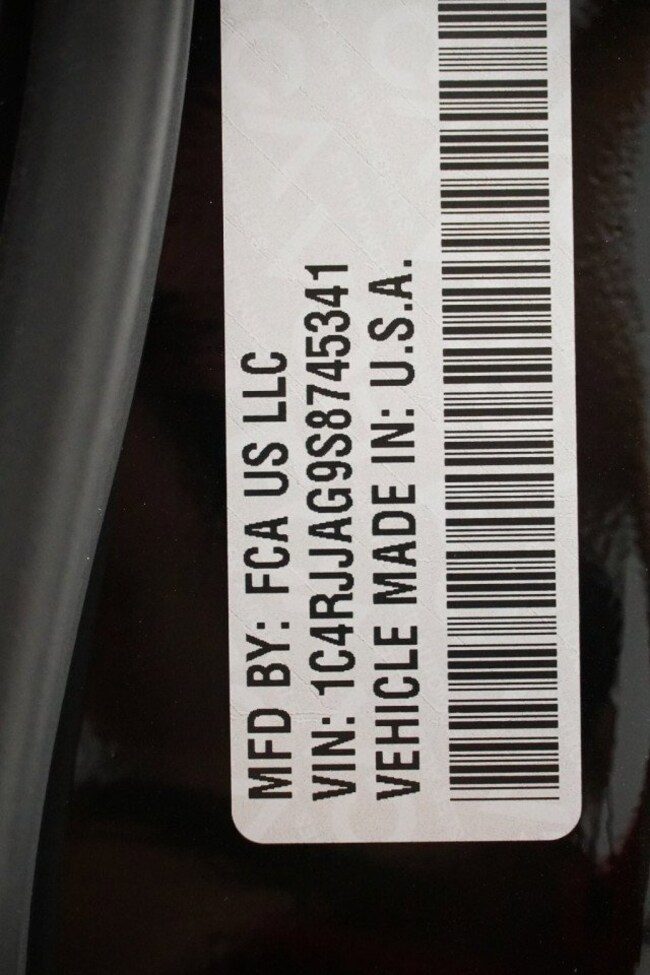 MFD BY: FCA US LLC
VIN: 1C4RJJAG9S8745341
VEHICLE MADE IN: U.S.A.